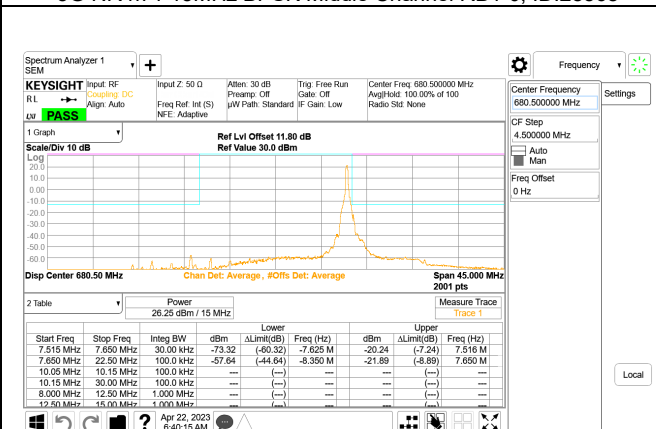 Spectrum Analyzer 1
SEM
KEYSIGHT
RL
LXI
PASS
Input: RF
Coupling: DC
Align: Auto
Input Z: 50 Ω
Freq Ref: Int (S)
NFE: Adaptive
Atten: 30 dB
Preamp: Off
µW Path: Standard
Trig: Free Run
Gate: Off
IF Gain: Low
Center Freq: 680.500000 MHz
Avg|Hold: 100.00% of 100
Radio Std: None
Frequency
Settings
Center Frequency
680.500000 MHz
CF Step
4.500000 MHz
Auto
Man
Freq Offset
0 Hz
Local
1 Graph
Scale/Div 10 dB
Ref Lvl Offset 11.80 dB
Ref Value 30.0 dBm
Log
20.0
10.0
0.00
-10.0
-20.0
-30.0
-40.0
-50.0
-60.0
Disp Center 680.50 MHz
Chan Det: Average, #Offs Det: Average
Span 45.000 MHz
2001 pts
2 Table
Power
26.25 dBm / 15 MHz
Measure Trace
Trace 1
Lower Upper
Start Freq Stop Freq Integ BW dBm ΔLimit(dB) Freq (Hz) dBm ΔLimit(dB) Freq (Hz)
7.515 MHz 7.650 MHz 30.00 kHz -73.32 (-60.32) -7.625 M -20.24 (-7.24) 7.516 M
7.650 MHz 22.50 MHz 100.0 kHz -57.64 (-44.64) -8.350 M -21.89 (-8.89) 7.650 M
10.05 MHz 10.15 MHz 100.0 kHz --- (---) --- --- (---) ---
10.15 MHz 30.00 MHz 100.0 kHz --- (---) --- --- (---) ---
8.000 MHz 12.50 MHz 1.000 MHz --- (---) --- --- (---) ---
12.50 MHz 15.00 MHz 1.000 MHz --- (---) --- --- (---) ---
?
Apr 22, 2023
6:40:15 AM